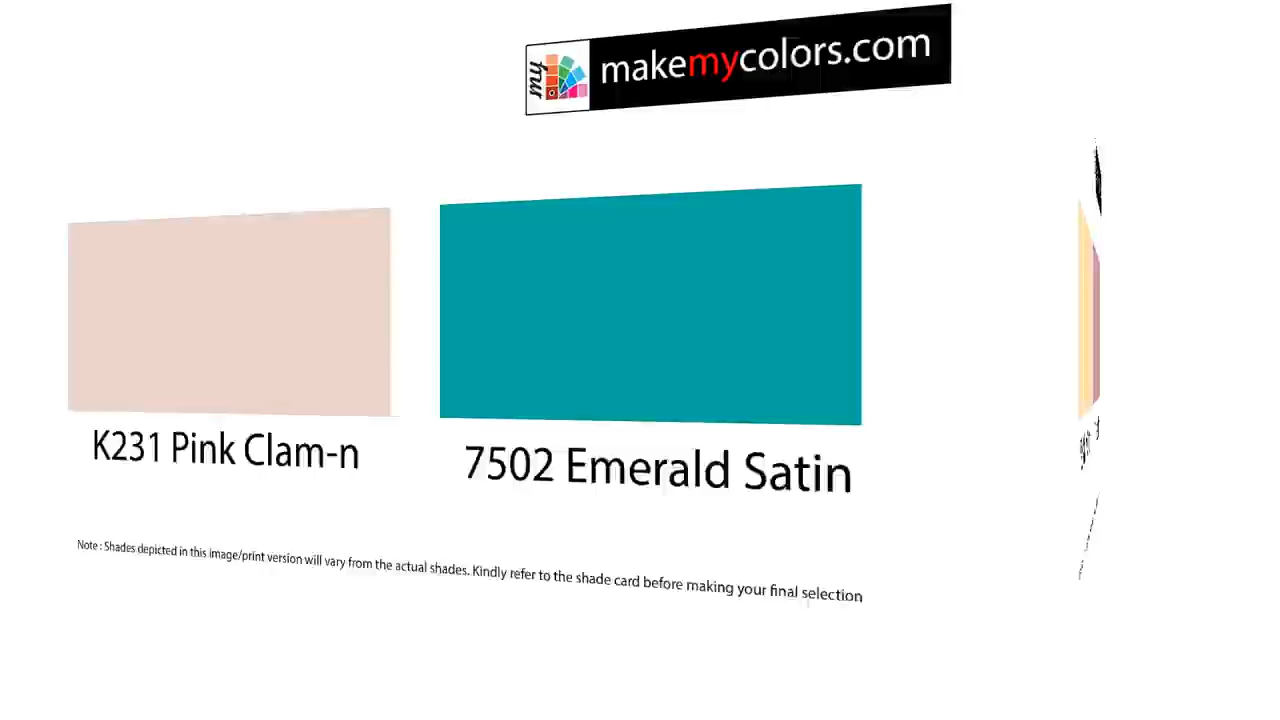 makemycolors.com
K231 Pink Clam-n
7502 Emerald Satin
Note : Shades depicted in this image/print version will vary from the actual shades. Kindly refer to the shade card before making your final selection